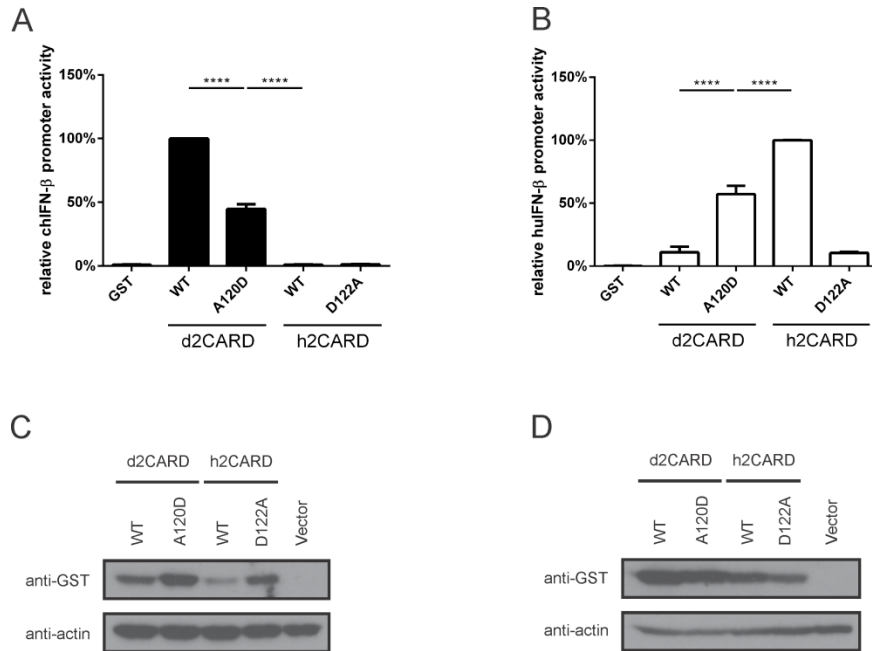 A
relative chIFN-β promoter activity
150%
100%
50%
0%
**** ****
GST WT A120D WT D122A
d2CARD h2CARD
B
relative huIFN-β promoter activity
150%
100%
50%
0%
**** ****
GST WT A120D WT D122A
d2CARD h2CARD
C
d2CARD h2CARD
WT A120D WT D122A Vector
anti-GST
anti-actin
D
d2CARD h2CARD
WT A120D WT D122A Vector
anti-GST
anti-actin